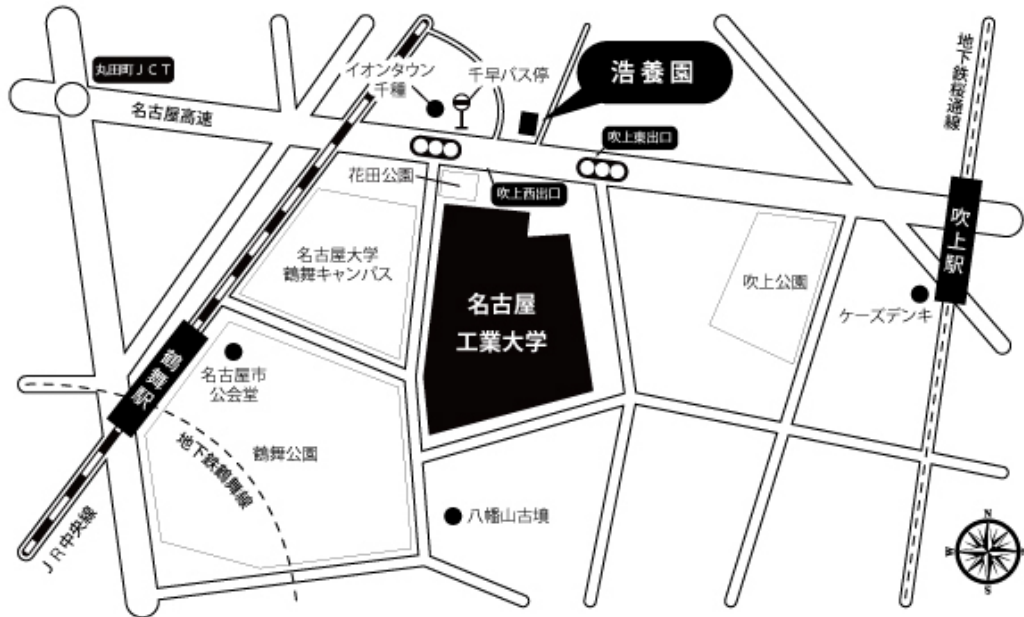 丸田町JCT
名古屋高速
イオンタウン
千種
千早バス停
浩養園
吹上東出口
地下鉄桜通線
花田公園
吹上西出口
吹上駅
名古屋大学
鶴舞キャンパス
名古屋
工業大学
吹上公園
ケーズデンキ
鶴舞駅
名古屋市
公会堂
地下鉄鶴舞線
鶴舞公園
八幡山古墳
JR中央線
N
W
E
S